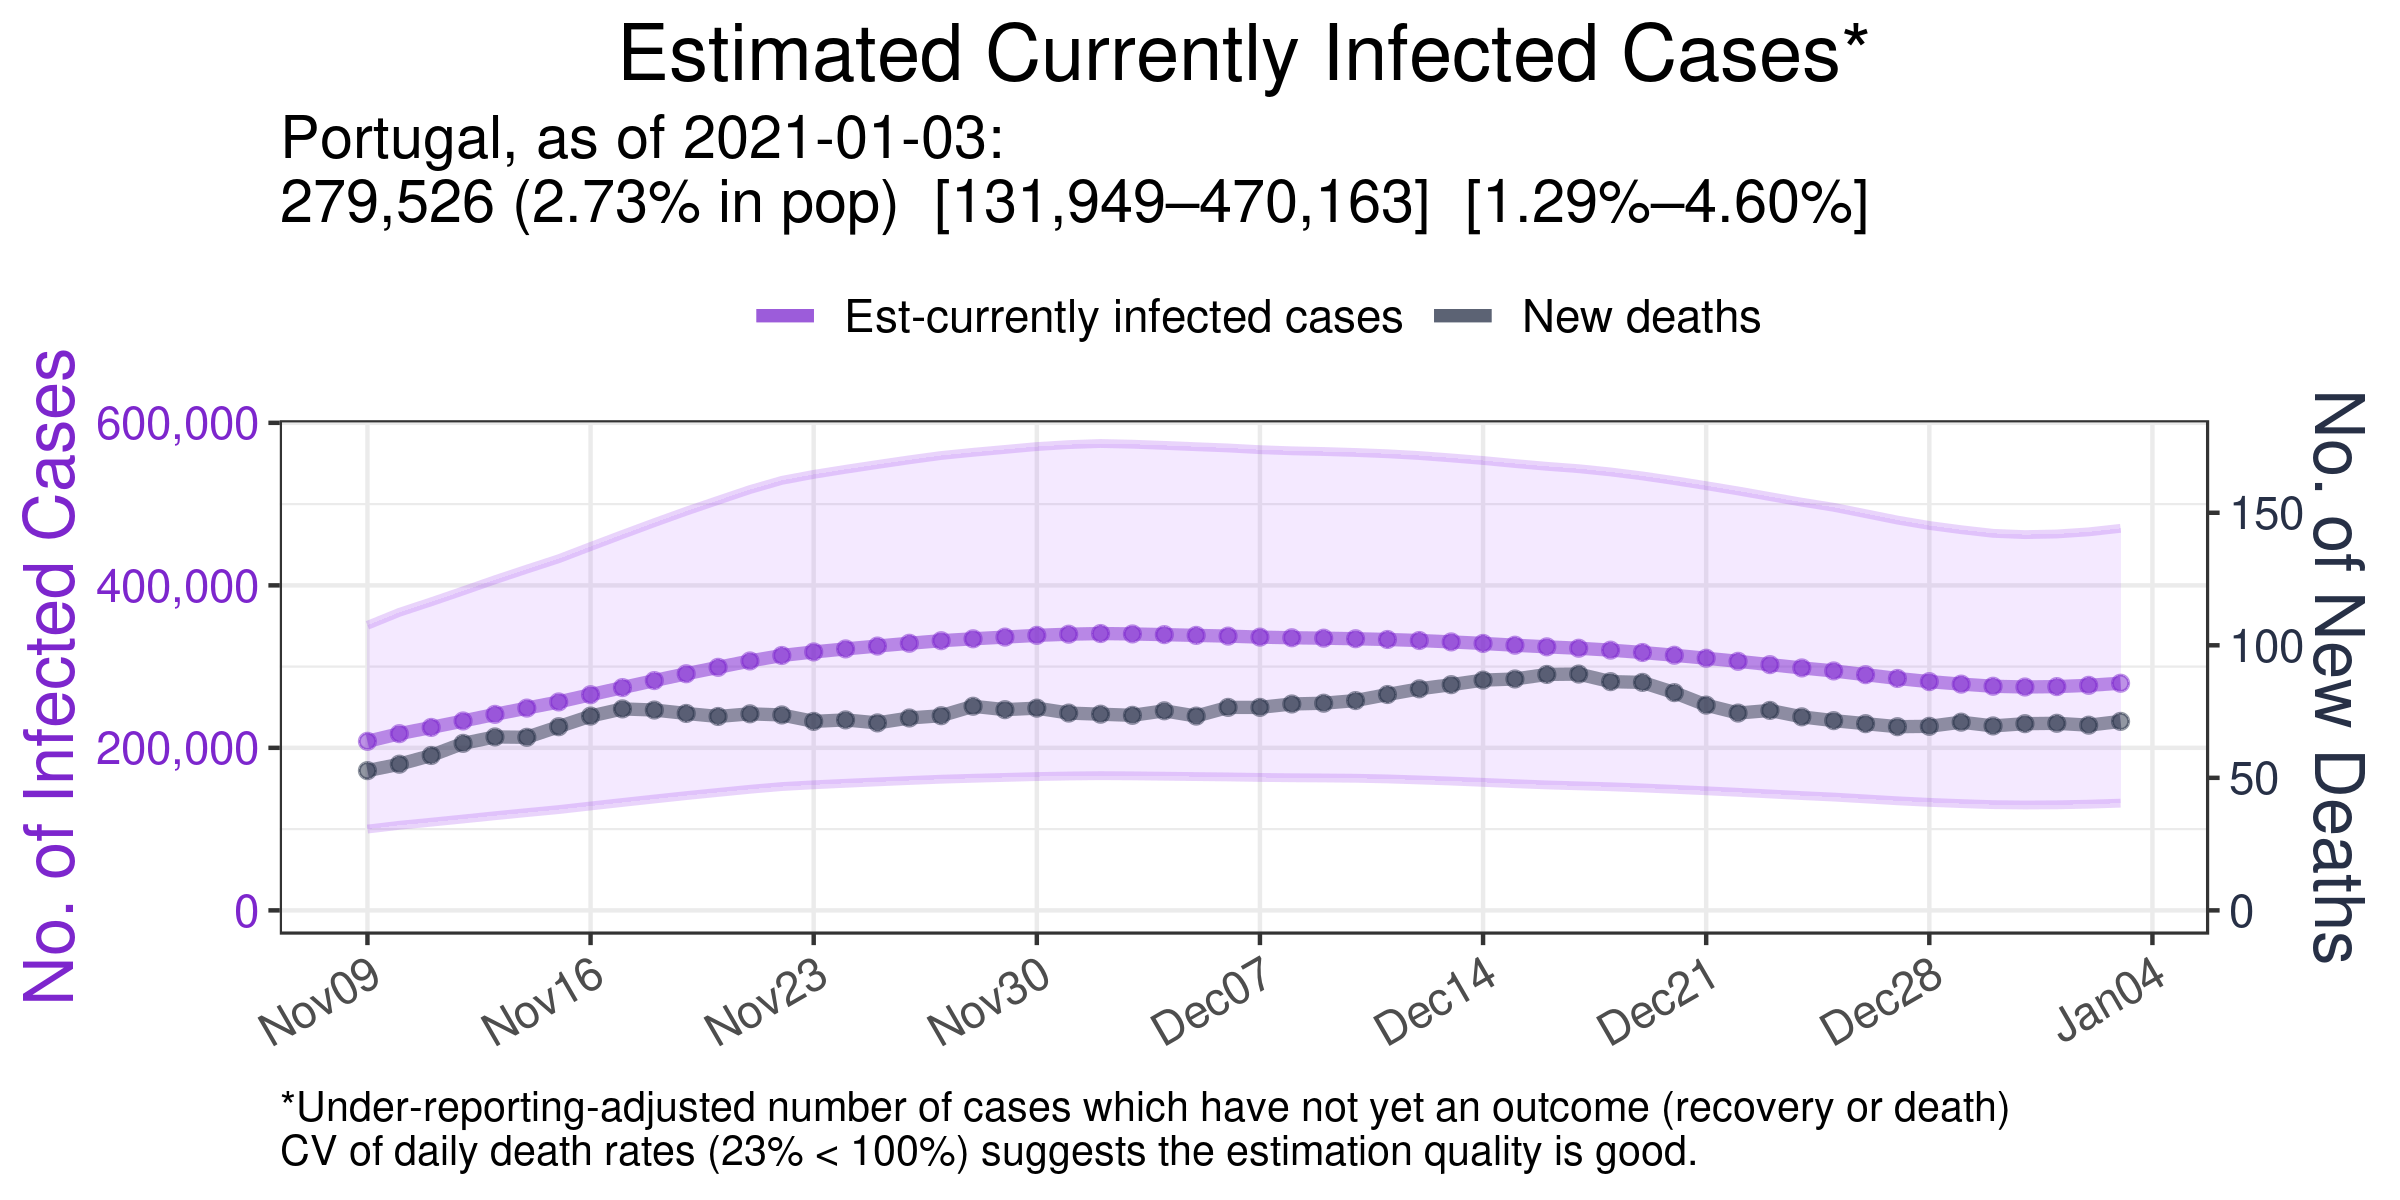 Estimated Currently Infected Cases*
Portugal, as of 2021-01-03:
279,526 (2.73% in pop) [131,949–470,163] [1.29%–4.60%]
Est-currently infected cases
New deaths
No. of Infected Cases
600,000
400,000
200,000
0
No. of New Deaths
150
100
50
0
Nov09
Nov16
Nov23
Nov30
Dec07
Dec14
Dec21
Dec28
Jan04
*Under-reporting-adjusted number of cases which have not yet an outcome (recovery or death)
CV of daily death rates (23% < 100%) suggests the estimation quality is good.